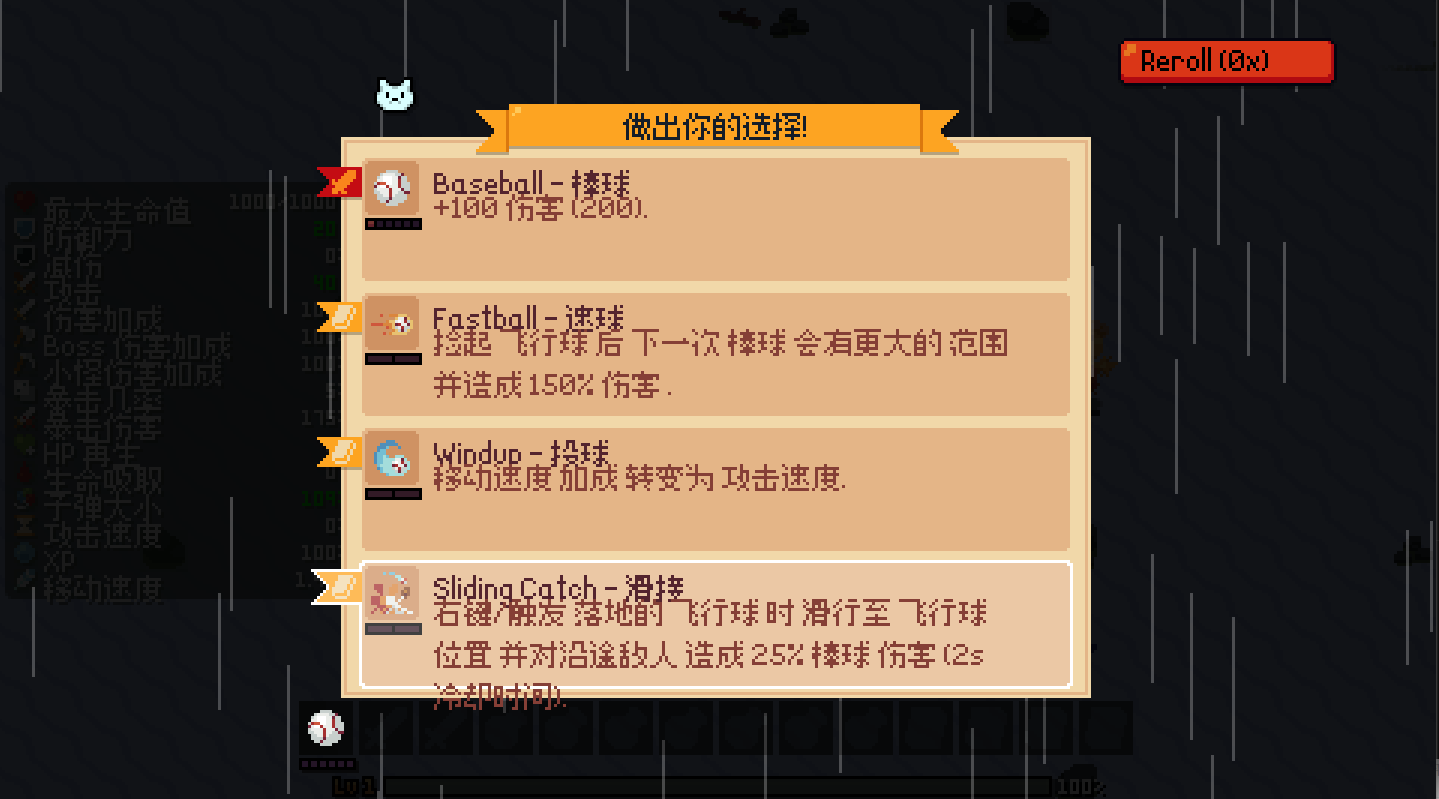 Reroll (0x)
做出你的选择!
Baseball - 棒球
+100 伤害 (200).
Fastball - 速球
捡起 飞行球 后 下一次 棒球 会有更大的 范围
并造成 150% 伤害 .
Windup - 投球
移动速度 加成 转变为 攻击速度.
Sliding Catch - 滑接
右键/触发 落地的 飞行球 时 滑行至 飞行球
位置 并对沿途敌人 造成 25% 棒球 伤害 (2s
冷却时间).
最大生命值 1000/1000
防御力
减伤
攻击
伤害加成
Boss 伤害加成
小怪伤害加成
暴击几率
暴击伤害
HP 再生
生命吸取
子弹大小
攻击速度
XP
移动速度
Lv1
100%